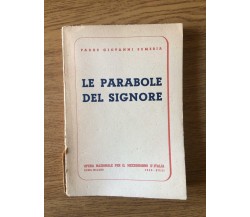 PADRE GIOVANNI SEMERIA
LE PARABOLE
DEL SIGNORE
OPERA NAZIONALE PER IL MEZZOGIORNO D'ITALIA